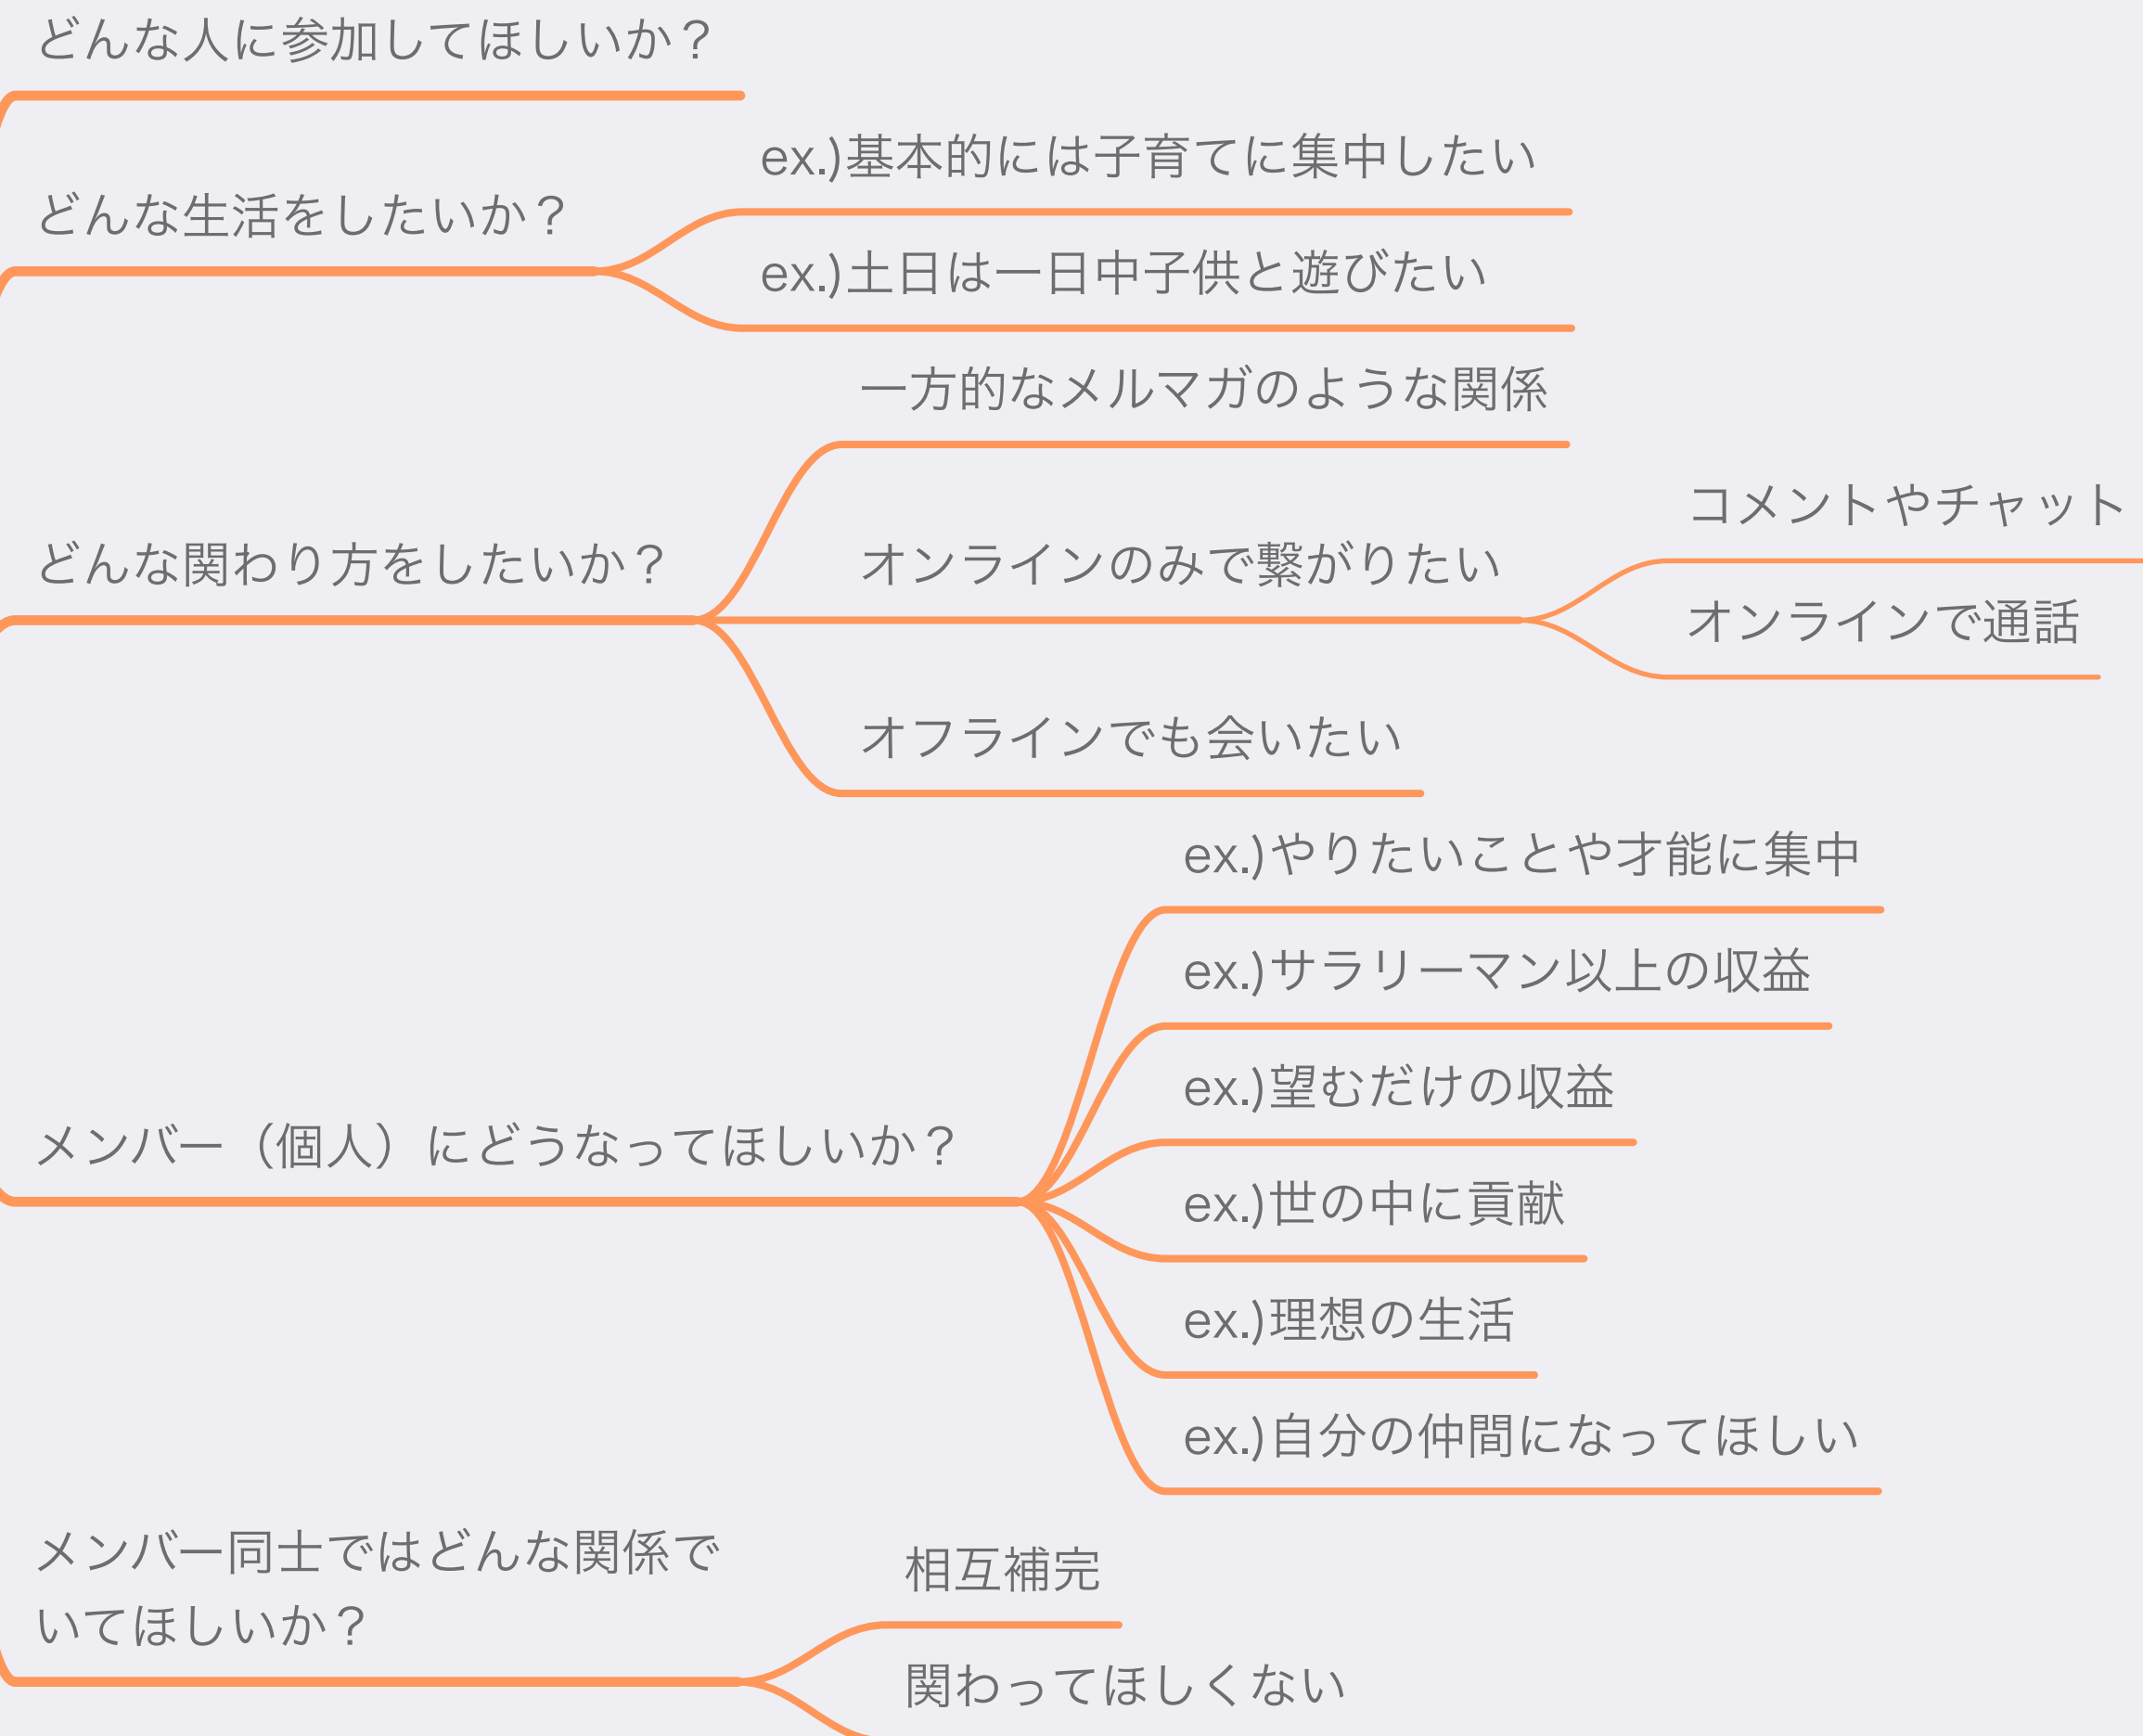 どんな人に参加してほしいか？
どんな生活をしたいか？
ex.)基本的には子育てに集中したい
ex.)土日は一日中子供と遊びたい
どんな関わり方をしたいか？
一方的なメルマガのような関係
オンラインのみで繋がりたい
コメントやチャット
オンラインで通話
オフラインでも会いたい
メンバー（個人）にどうなってほしいか？
ex.)やりたいことや才能に集中
ex.)サラリーマン以上の収益
ex.)望むだけの収益
ex.)世の中に貢献
ex.)理想の生活
ex.)自分の仲間になってほしい
メンバー同士ではどんな関係で
いてほしいか？
相互補完
関わってほしくない